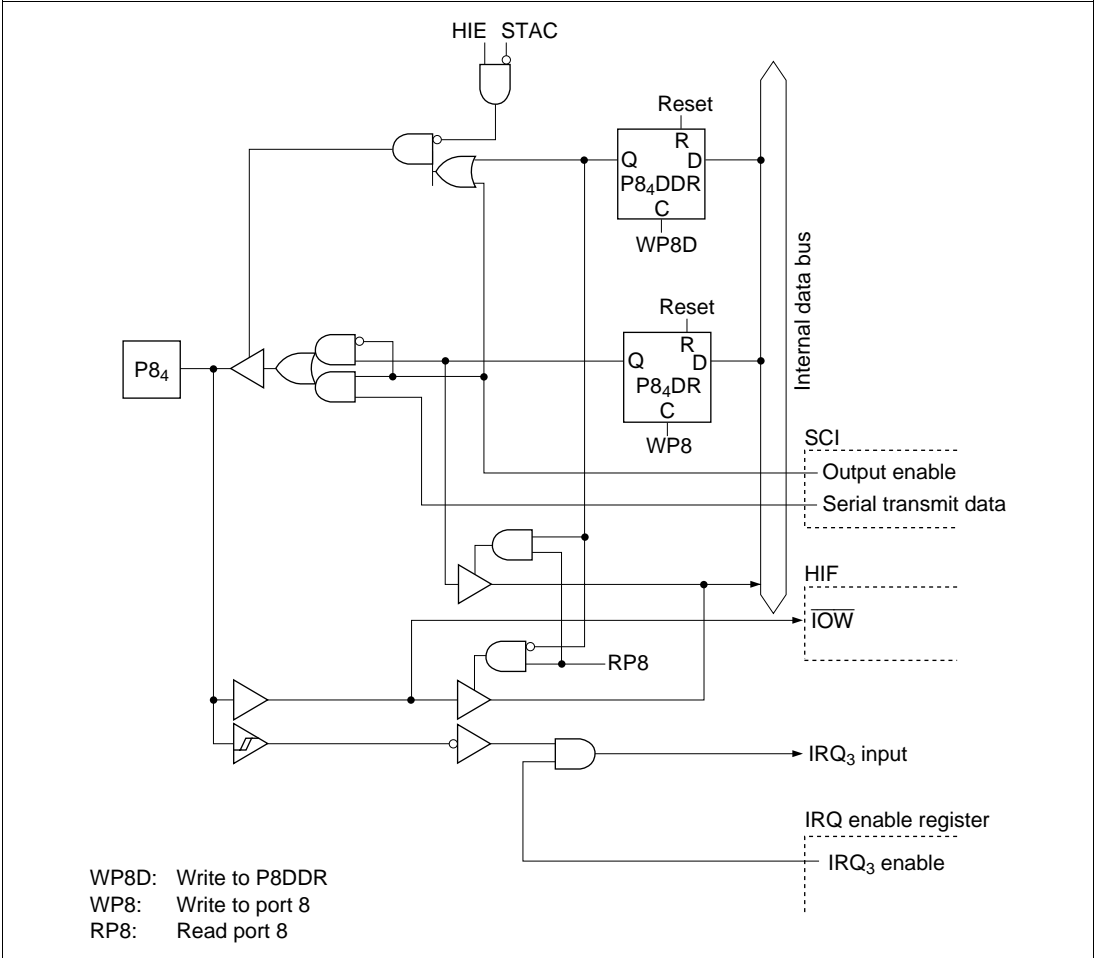 HIE STAC
Reset
R
Q D
P8₄DDR
C
WP8D
Internal data bus
Reset
R
Q D
P8₄DR
C
WP8
P8₄
SCI
Output enable
Serial transmit data
HIF
I̅O̅W̅
RP8
IRQ₃ input
IRQ enable register
IRQ₃ enable
WP8D: Write to P8DDR
WP8: Write to port 8
RP8: Read port 8